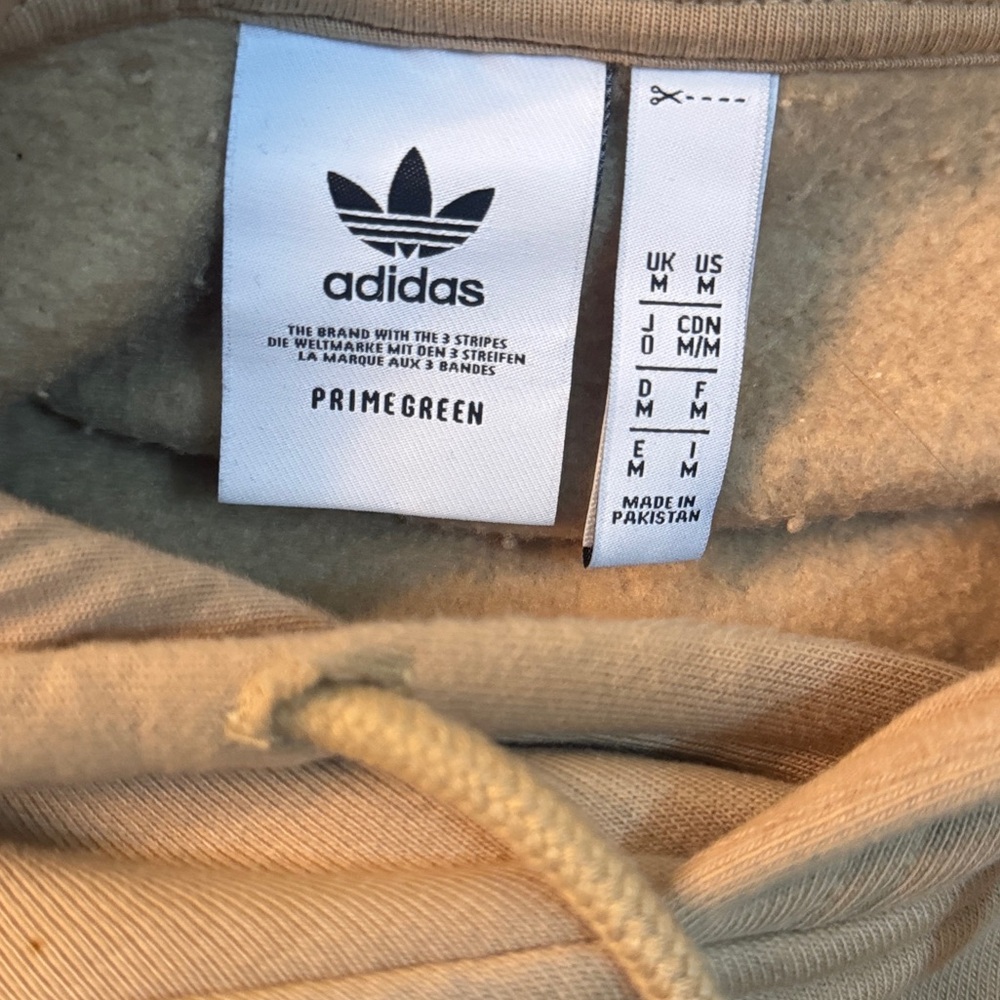 adidas
THE BRAND WITH THE 3 STRIPES
DIE WELTMARKE MIT DEN 3 STREIFEN
LA MARQUE AUX 3 BANDES
PRIMEGREEN
UK US
M M
J CDN
O M/M
D F
M M
E I
M M
MADE IN
PAKISTAN